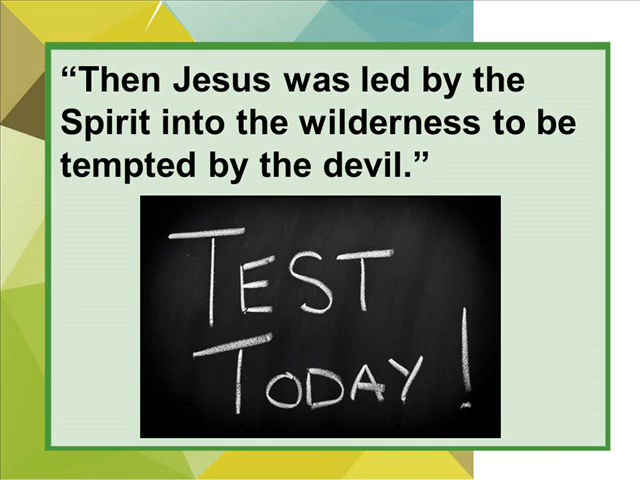 “Then Jesus was led by the
Spirit into the wilderness to be
tempted by the devil.”
TEST
TODAY!